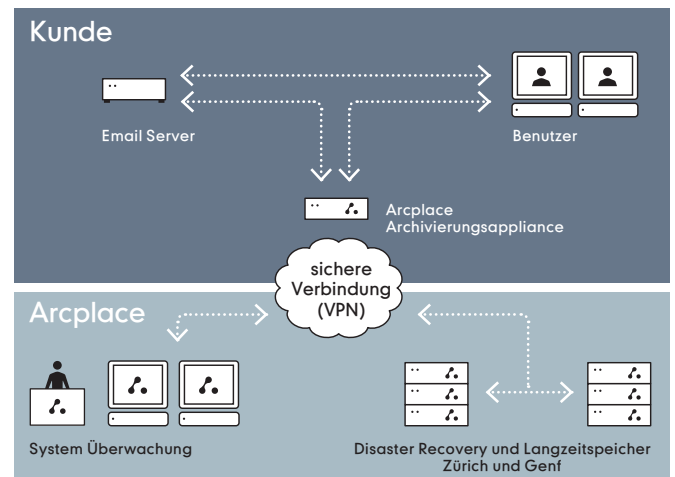 Kunde
Email Server
Benutzer
Arcplace
Archivierungsappliance
sichere
Verbindung
(VPN)
Arcplace
System Überwachung
Disaster Recovery und Langzeitspeicher
Zürich und Genf